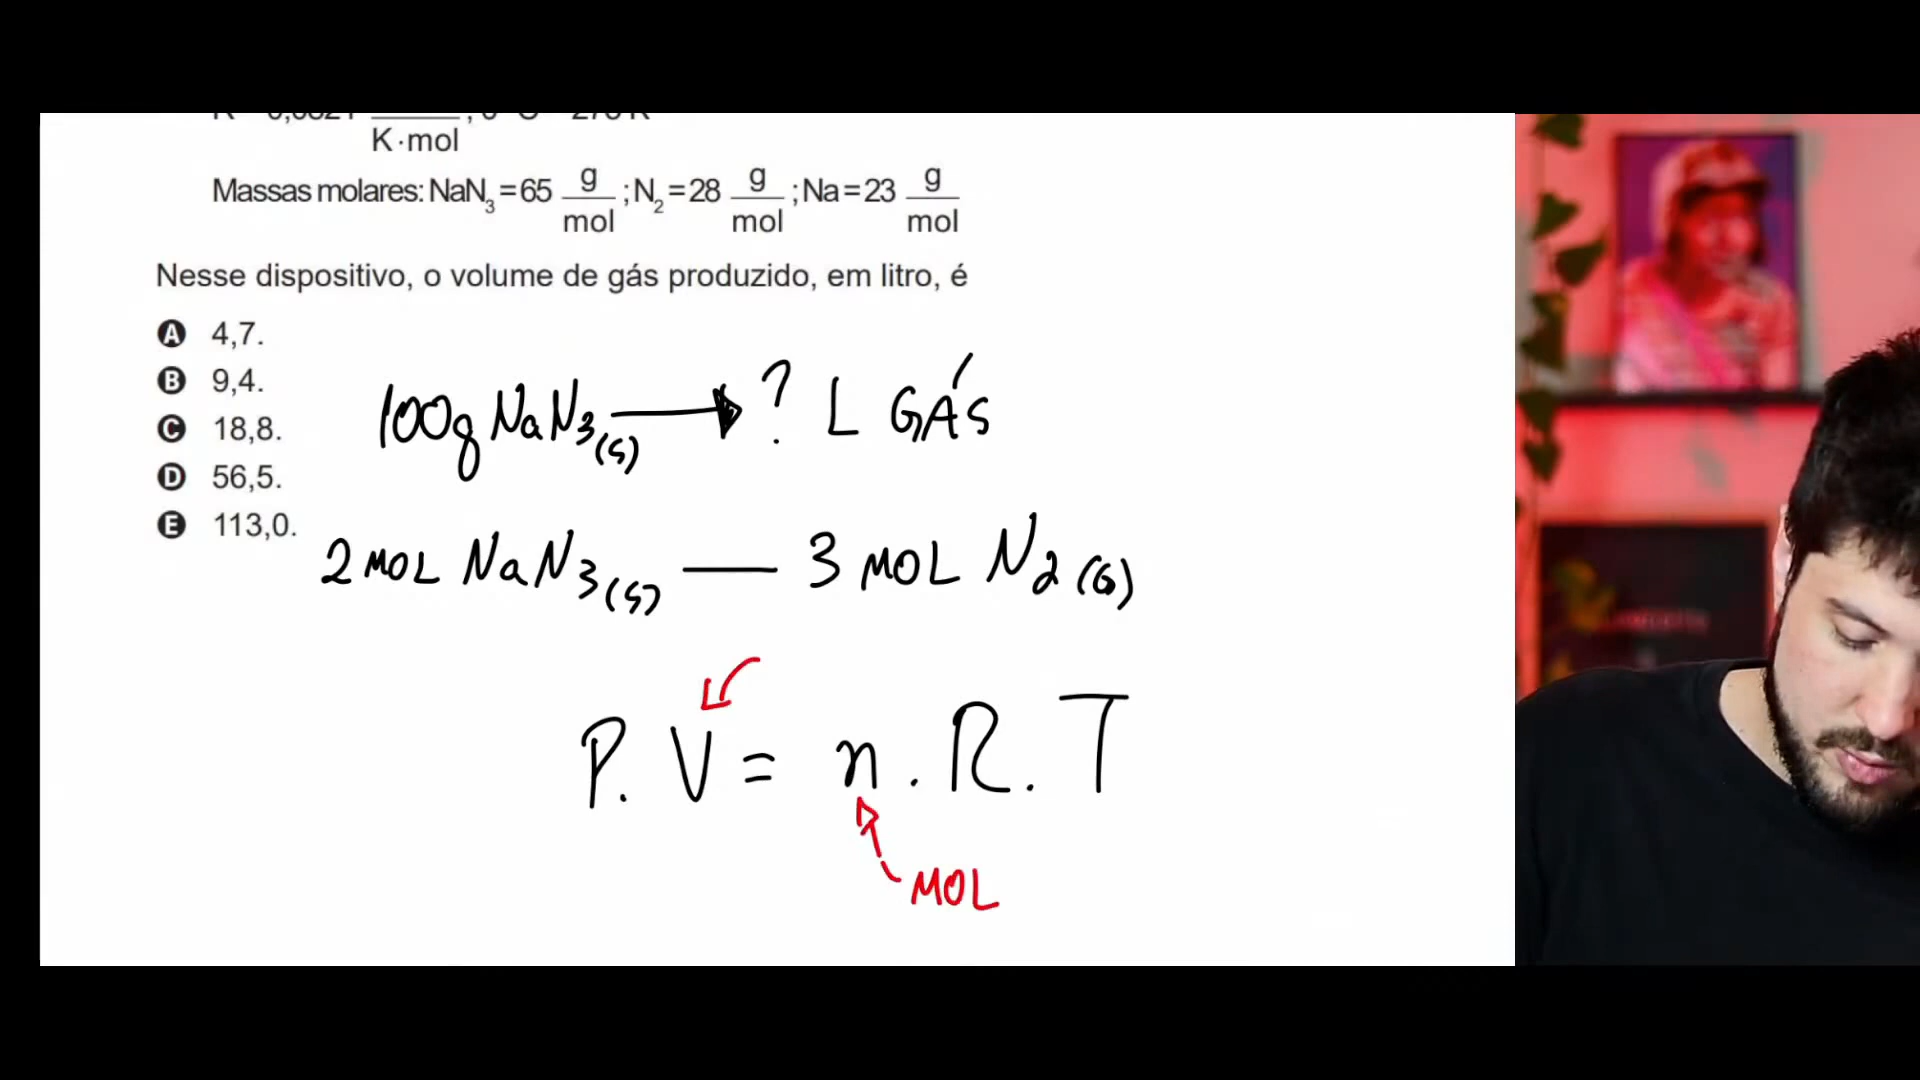 K·mol
Massas molares: NaN₃ = 65 g/mol ; N₂ = 28 g/mol ; Na = 23 g/mol
Nesse dispositivo, o volume de gás produzido, em litro, é
A 4,7.
B 9,4.
C 18,8.
D 56,5.
E 113,0.
100g NaN₃(s) → ? L GÁS
2 MOL NaN₃(s) — 3 MOL N₂(G)
P. V = n . R . T
MOL